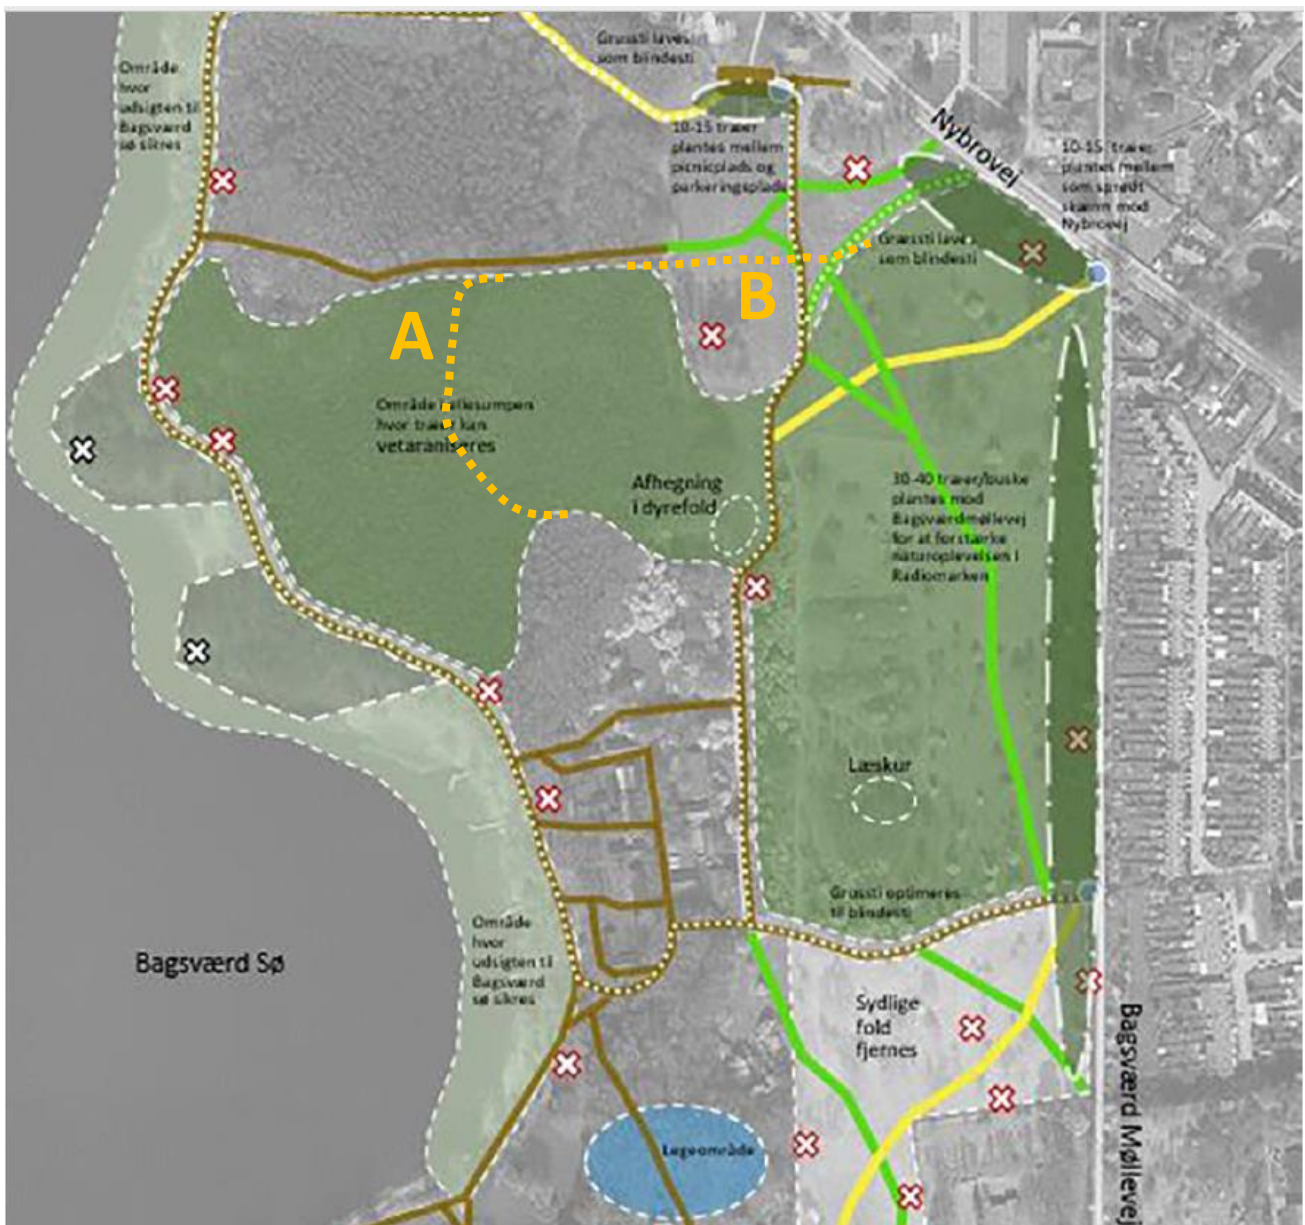 Område
hvor
udsigten til
Bagsværd
sø sikres
Grussti laves
som blindesti
10-15 træer
plantes mellem
picnicplads og
parkeringsplads
Nybrovej
10-15 træer
plantes mellem
som spredt
skærm mod
Nybrovej
Græssti laves
som blindesti
A
B
Område i ellesumpen
hvor træer kan
vetaraniseres
Afhegning
i dyrefold
30-40 træer/buske
plantes mod
Bagsværdmøllevej
for at forstærke
naturoplevelsen i
Radiomarken
Læskur
Grussti optimeres
til blindesti
Område
hvor
udsigten til
Bagsværd
sø sikres
Bagsværd Sø
Sydlige
fold
fjernes
Bagsværd Møllevej
Legeområde